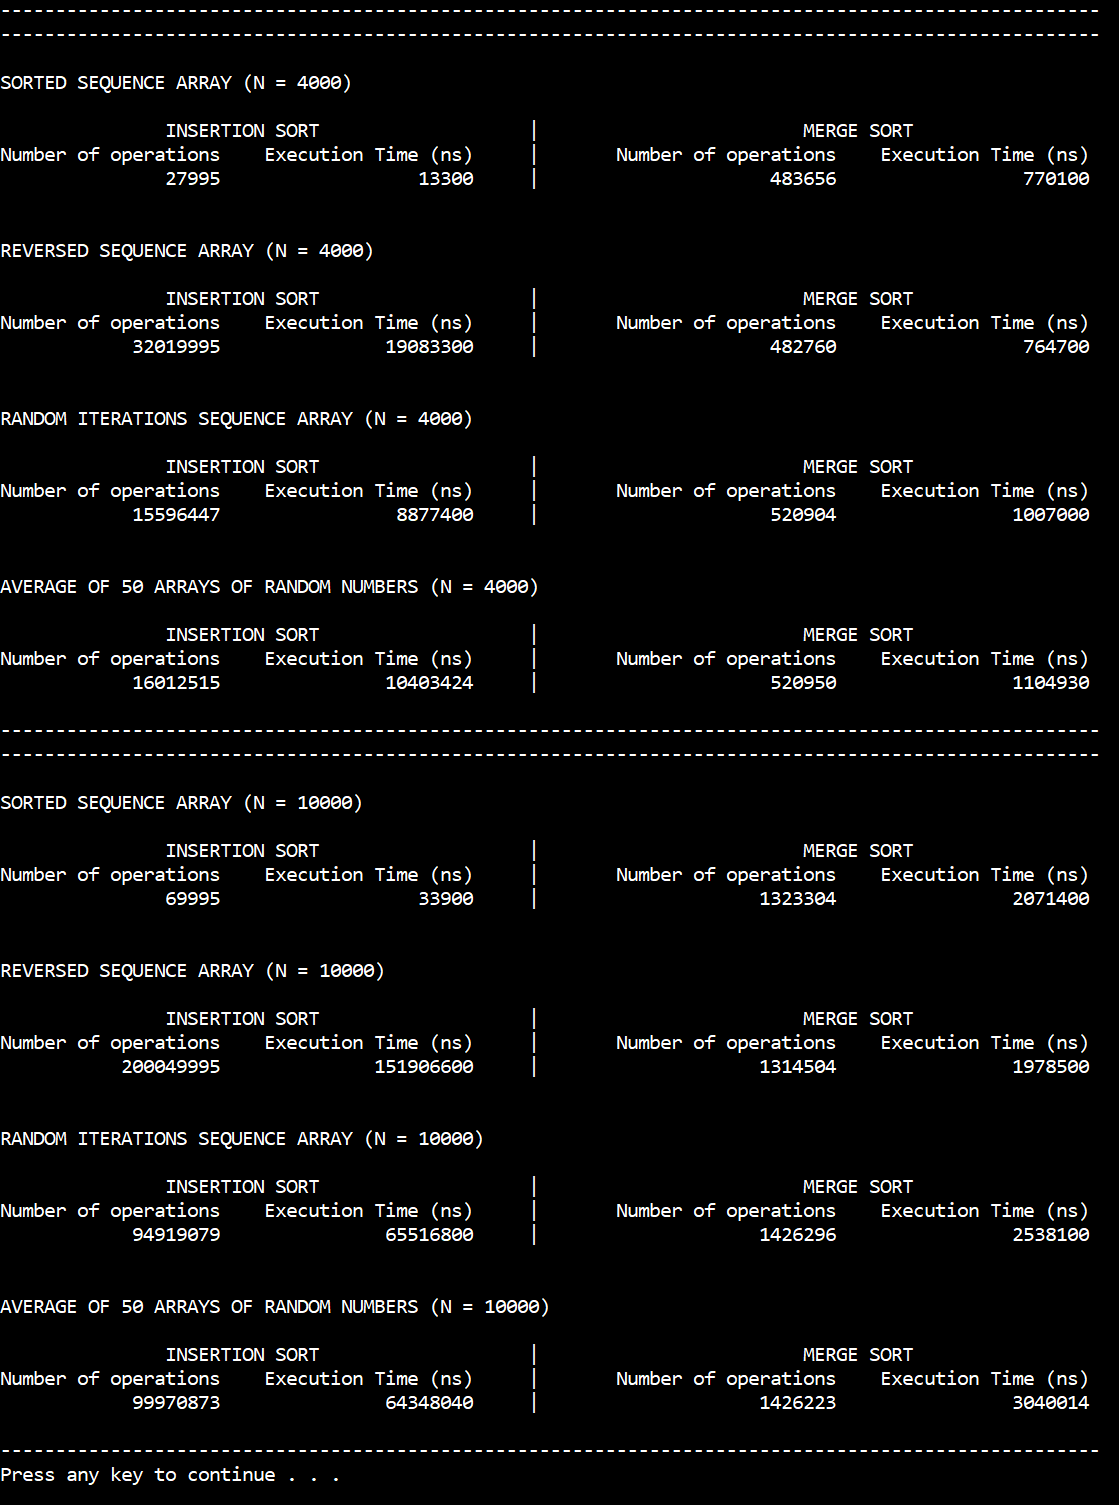 ----------------------------------------------------------------------------------------------------
----------------------------------------------------------------------------------------------------
SORTED SEQUENCE ARRAY (N = 4000)
INSERTION SORT | MERGE SORT
Number of operations Execution Time (ns) | Number of operations Execution Time (ns)
27995 13300 | 483656 770100
REVERSED SEQUENCE ARRAY (N = 4000)
INSERTION SORT | MERGE SORT
Number of operations Execution Time (ns) | Number of operations Execution Time (ns)
32019995 19083300 | 482760 764700
RANDOM ITERATIONS SEQUENCE ARRAY (N = 4000)
INSERTION SORT | MERGE SORT
Number of operations Execution Time (ns) | Number of operations Execution Time (ns)
15596447 8877400 | 520904 1007000
AVERAGE OF 50 ARRAYS OF RANDOM NUMBERS (N = 4000)
INSERTION SORT | MERGE SORT
Number of operations Execution Time (ns) | Number of operations Execution Time (ns)
16012515 10403424 | 520950 1104930
----------------------------------------------------------------------------------------------------
----------------------------------------------------------------------------------------------------
SORTED SEQUENCE ARRAY (N = 10000)
INSERTION SORT | MERGE SORT
Number of operations Execution Time (ns) | Number of operations Execution Time (ns)
69995 33900 | 1323304 2071400
REVERSED SEQUENCE ARRAY (N = 10000)
INSERTION SORT | MERGE SORT
Number of operations Execution Time (ns) | Number of operations Execution Time (ns)
200049995 151906600 | 1314504 1978500
RANDOM ITERATIONS SEQUENCE ARRAY (N = 10000)
INSERTION SORT | MERGE SORT
Number of operations Execution Time (ns) | Number of operations Execution Time (ns)
94919079 65516800 | 1426296 2538100
AVERAGE OF 50 ARRAYS OF RANDOM NUMBERS (N = 10000)
INSERTION SORT | MERGE SORT
Number of operations Execution Time (ns) | Number of operations Execution Time (ns)
99970873 64348040 | 1426223 3040014
----------------------------------------------------------------------------------------------------
Press any key to continue . . .